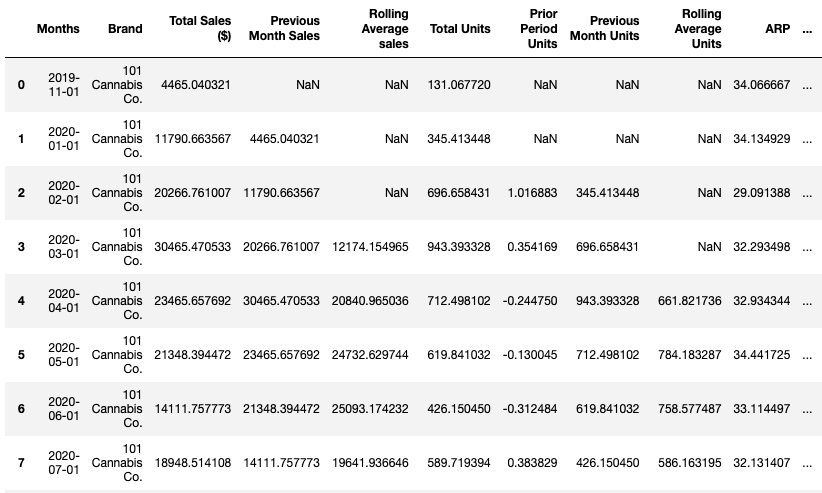 Months Brand Total Sales ($) Previous Month Sales Rolling Average sales Total Units Prior Period Units Previous Month Units Rolling Average Units ARP ...
0 2019-11-01 101 Cannabis Co. 4465.040321 NaN NaN 131.067720 NaN NaN NaN 34.066667 ...
1 2020-01-01 101 Cannabis Co. 11790.663567 4465.040321 NaN 345.413448 NaN NaN NaN 34.134929 ...
2 2020-02-01 101 Cannabis Co. 20266.761007 11790.663567 NaN 696.658431 1.016883 345.413448 NaN 29.091388 ...
3 2020-03-01 101 Cannabis Co. 30465.470533 20266.761007 12174.154965 943.393328 0.354169 696.658431 NaN 32.293498 ...
4 2020-04-01 101 Cannabis Co. 23465.657692 30465.470533 20840.965036 712.498102 -0.244750 943.393328 661.821736 32.934344 ...
5 2020-05-01 101 Cannabis Co. 21348.394472 23465.657692 24732.629744 619.841032 -0.130045 712.498102 784.183287 34.441725 ...
6 2020-06-01 101 Cannabis Co. 14111.757773 21348.394472 25093.174232 426.150450 -0.312484 619.841032 758.577487 33.114497 ...
7 2020-07-01 101 Cannabis Co. 18948.514108 14111.757773 19641.936646 589.719394 0.383829 426.150450 586.163195 32.131407 ...